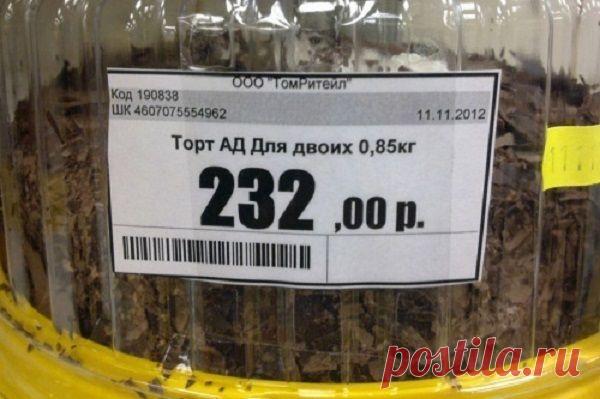 ООО "ТомРитейл"
Код 190838
ШК 4607075554962 11.11.2012
Торт АД Для двоих 0,85кг
232 ,00 р.
postila.ru